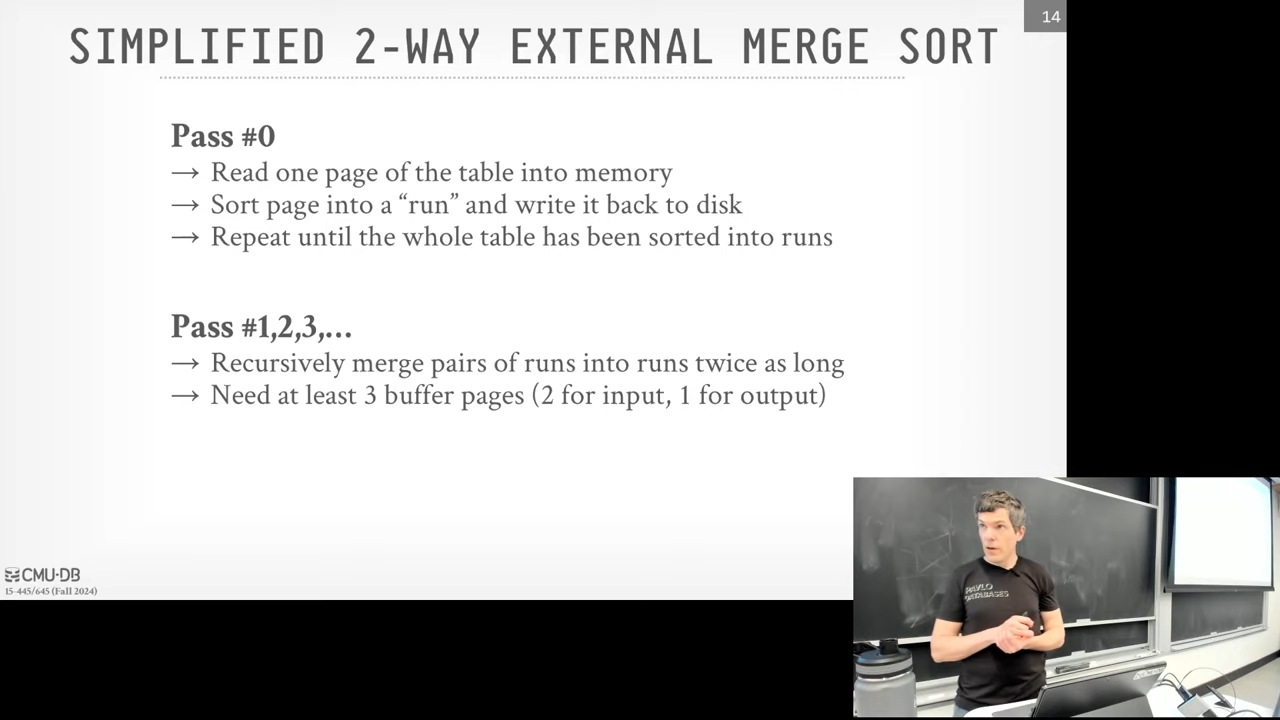 14
SIMPLIFIED 2-WAY EXTERNAL MERGE SORT
Pass #0
→ Read one page of the table into memory
→ Sort page into a “run” and write it back to disk
→ Repeat until the whole table has been sorted into runs
Pass #1,2,3,…
→ Recursively merge pairs of runs into runs twice as long
→ Need at least 3 buffer pages (2 for input, 1 for output)
CMU·DB
15-445/645 (Fall 2024)
PAVLO
DATABASES